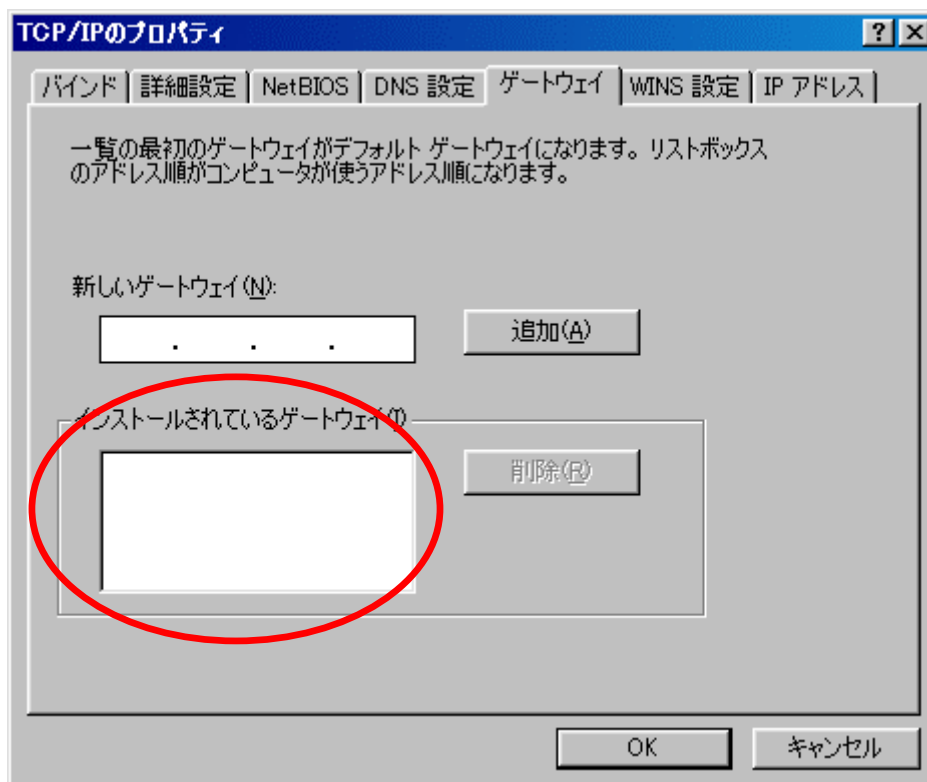 TCP/IPのプロパティ
バインド 詳細設定 NetBIOS DNS 設定 ゲートウェイ WINS 設定 IP アドレス
一覧の最初のゲートウェイがデフォルト ゲートウェイになります。リストボックス
のアドレス順がコンピュータが使うアドレス順になります。
新しいゲートウェイ(N):
. . .
追加(A)
インストールされているゲートウェイ(I)
削除(R)
OK キャンセル